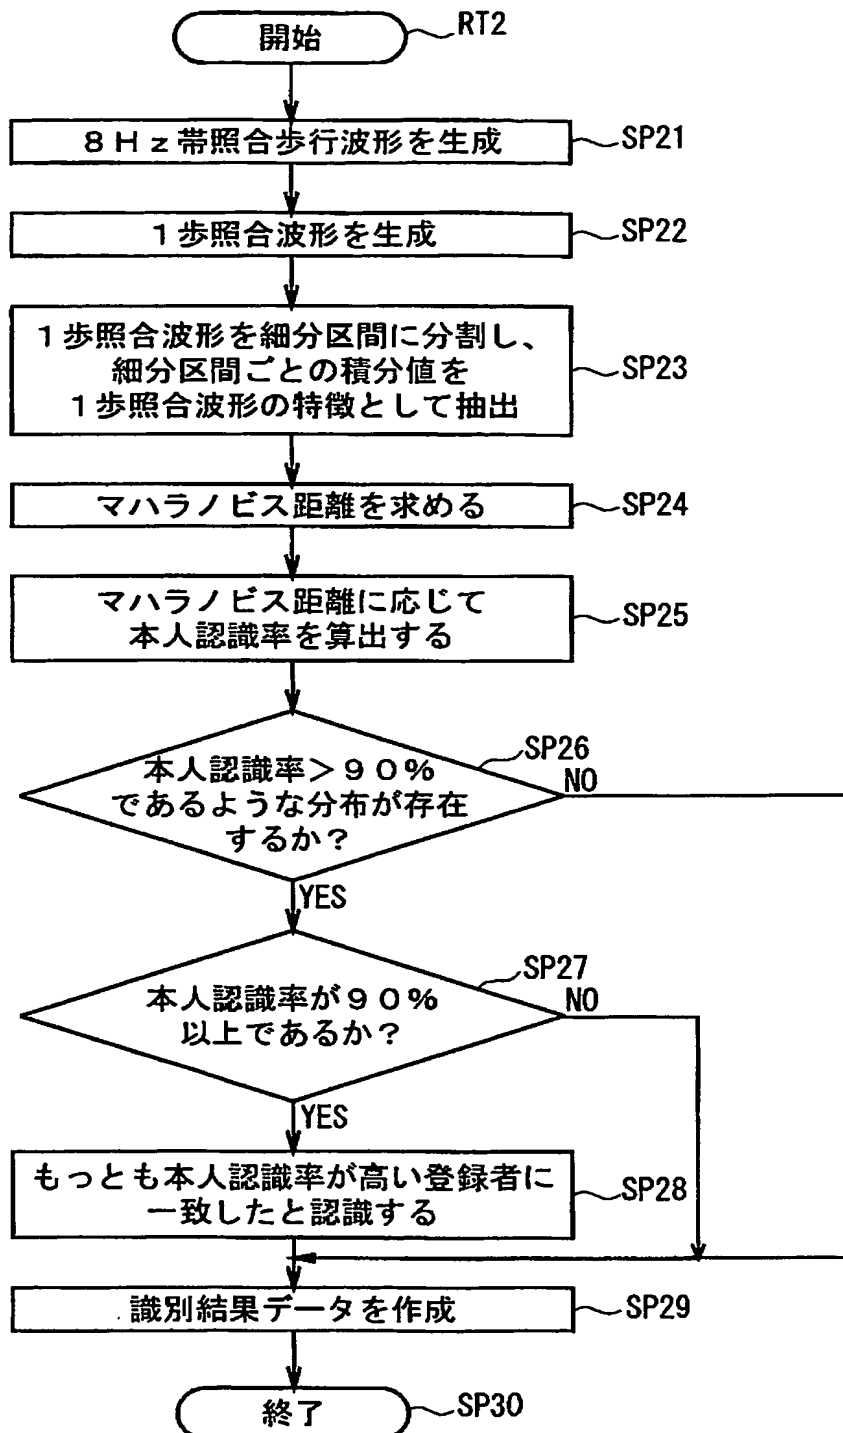 開始
RT2
8Hz帯照合歩行波形を生成
SP21
1歩照合波形を生成
SP22
1歩照合波形を細分区間に分割し、
細分区間ごとの積分値を
1歩照合波形の特徴として抽出
SP23
マハラノビス距離を求める
SP24
マハラノビス距離に応じて
本人認識率を算出する
SP25
SP26
本人認識率>90%
であるような分布が存在
するか?
NO
YES
SP27
本人認識率が90%
以上であるか?
NO
YES
もっとも本人認識率が高い登録者に
一致したと認識する
SP28
識別結果データを作成
SP29
終了
SP30